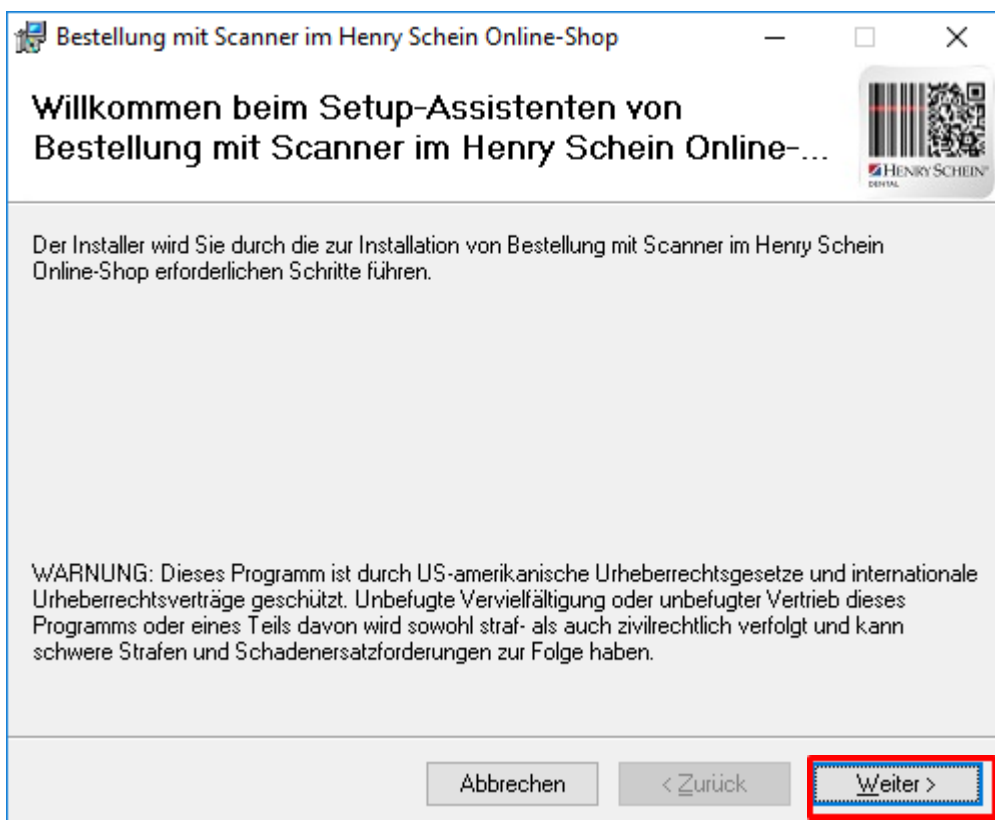 Bestellung mit Scanner im Henry Schein Online-Shop
Willkommen beim Setup-Assistenten von
Bestellung mit Scanner im Henry Schein Online-...
HENRY SCHEIN®
DENTAL
Der Installer wird Sie durch die zur Installation von Bestellung mit Scanner im Henry Schein
Online-Shop erforderlichen Schritte führen.
WARNUNG: Dieses Programm ist durch US-amerikanische Urheberrechtsgesetze und internationale
Urheberrechtsverträge geschützt. Unbefugte Vervielfältigung oder unbefugter Vertrieb dieses
Programms oder eines Teils davon wird sowohl straf- als auch zivilrechtlich verfolgt und kann
schwere Strafen und Schadenersatzforderungen zur Folge haben.
Abbrechen
< Zurück
Weiter >